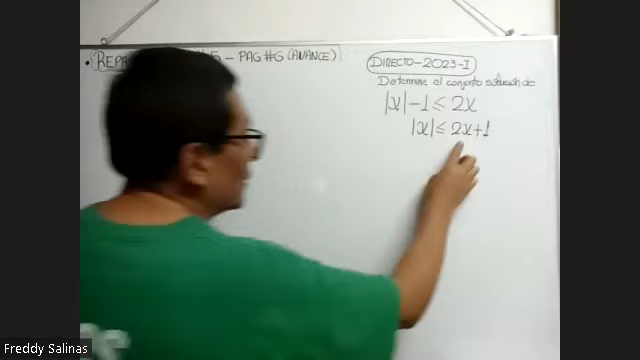 DIRECTO-2023-I
Determine el conjunto solución de
|x|-1 ≤ 2x
|x| ≤ 2x+1
PAG #6 (AVANCE)
Freddy Salinas